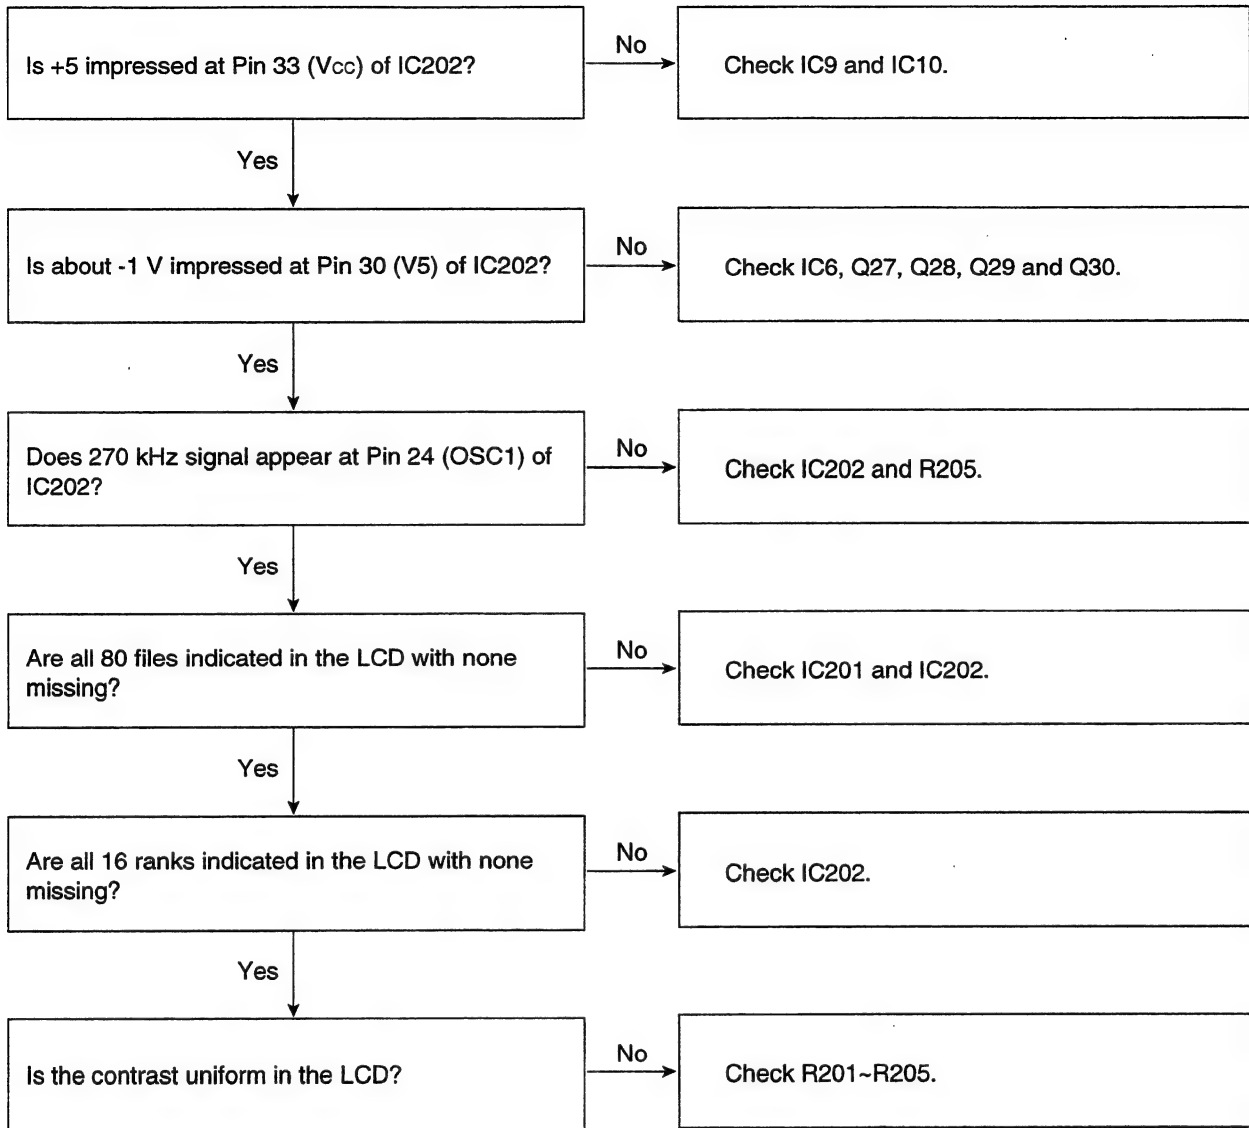 Is +5 impressed at Pin 33 (Vcc) of IC202?
No
Check IC9 and IC10.
Yes
Is about -1 V impressed at Pin 30 (V5) of IC202?
No
Check IC6, Q27, Q28, Q29 and Q30.
Yes
Does 270 kHz signal appear at Pin 24 (OSC1) of
IC202?
No
Check IC202 and R205.
Yes
Are all 80 files indicated in the LCD with none
missing?
No
Check IC201 and IC202.
Yes
Are all 16 ranks indicated in the LCD with none
missing?
No
Check IC202.
Yes
Is the contrast uniform in the LCD?
No
Check R201~R205.